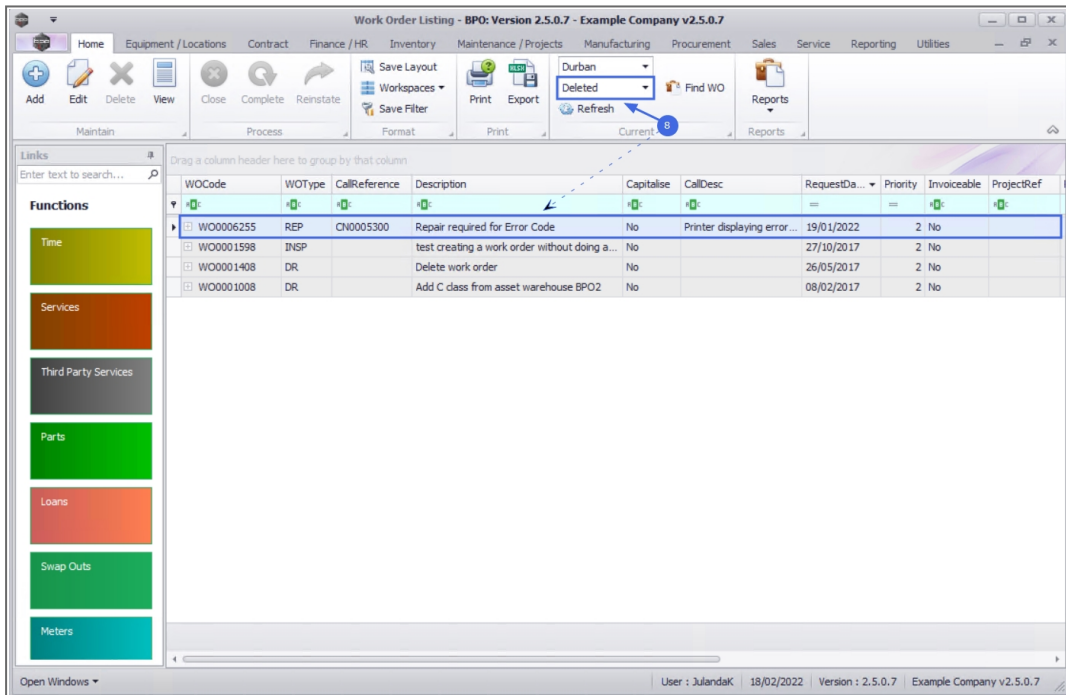 Work Order Listing - BPO: Version 2.5.0.7 - Example Company v2.5.0.7
Home Equipment / Locations Contract Finance / HR Inventory Maintenance / Projects Manufacturing Procurement Sales Service Reporting Utilities
Add Edit Delete View
Maintain
Close Complete Reinstate
Process
Save Layout
Workspaces
Save Filter
Format
Print Export
Print
Durban
Deleted
Refresh
Find WO
Current
8
Reports
Reports
Links
Enter text to search...
Functions
Time
Services
Third Party Services
Parts
Loans
Swap Outs
Meters
Drag a column header here to group by that column
WOCode WOType CallReference Description Capitalise CallDesc RequestDa... Priority Invoiceable ProjectRef
WO0006255 REP CN0005300 Repair required for Error Code No Printer displaying error... 19/01/2022 2 No
WO0001598 INSP test creating a work order without doing a... No 27/10/2017 2 No
WO0001408 DR Delete work order No 26/05/2017 2 No
WO0001008 DR Add C class from asset warehouse BPO2 No 08/02/2017 2 No
Open Windows User : JulandaK 18/02/2022 Version : 2.5.0.7 Example Company v2.5.0.7